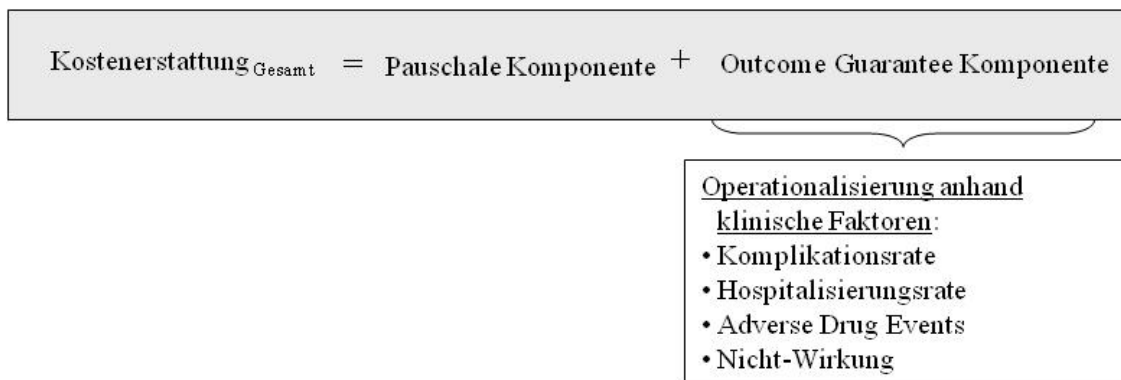 Kostenerstattung Gesamt = Pauschale Komponente + Outcome Guarantee Komponente
Operationalisierung anhand
klinische Faktoren:
• Komplikationsrate
• Hospitalisierungsrate
• Adverse Drug Events
• Nicht-Wirkung